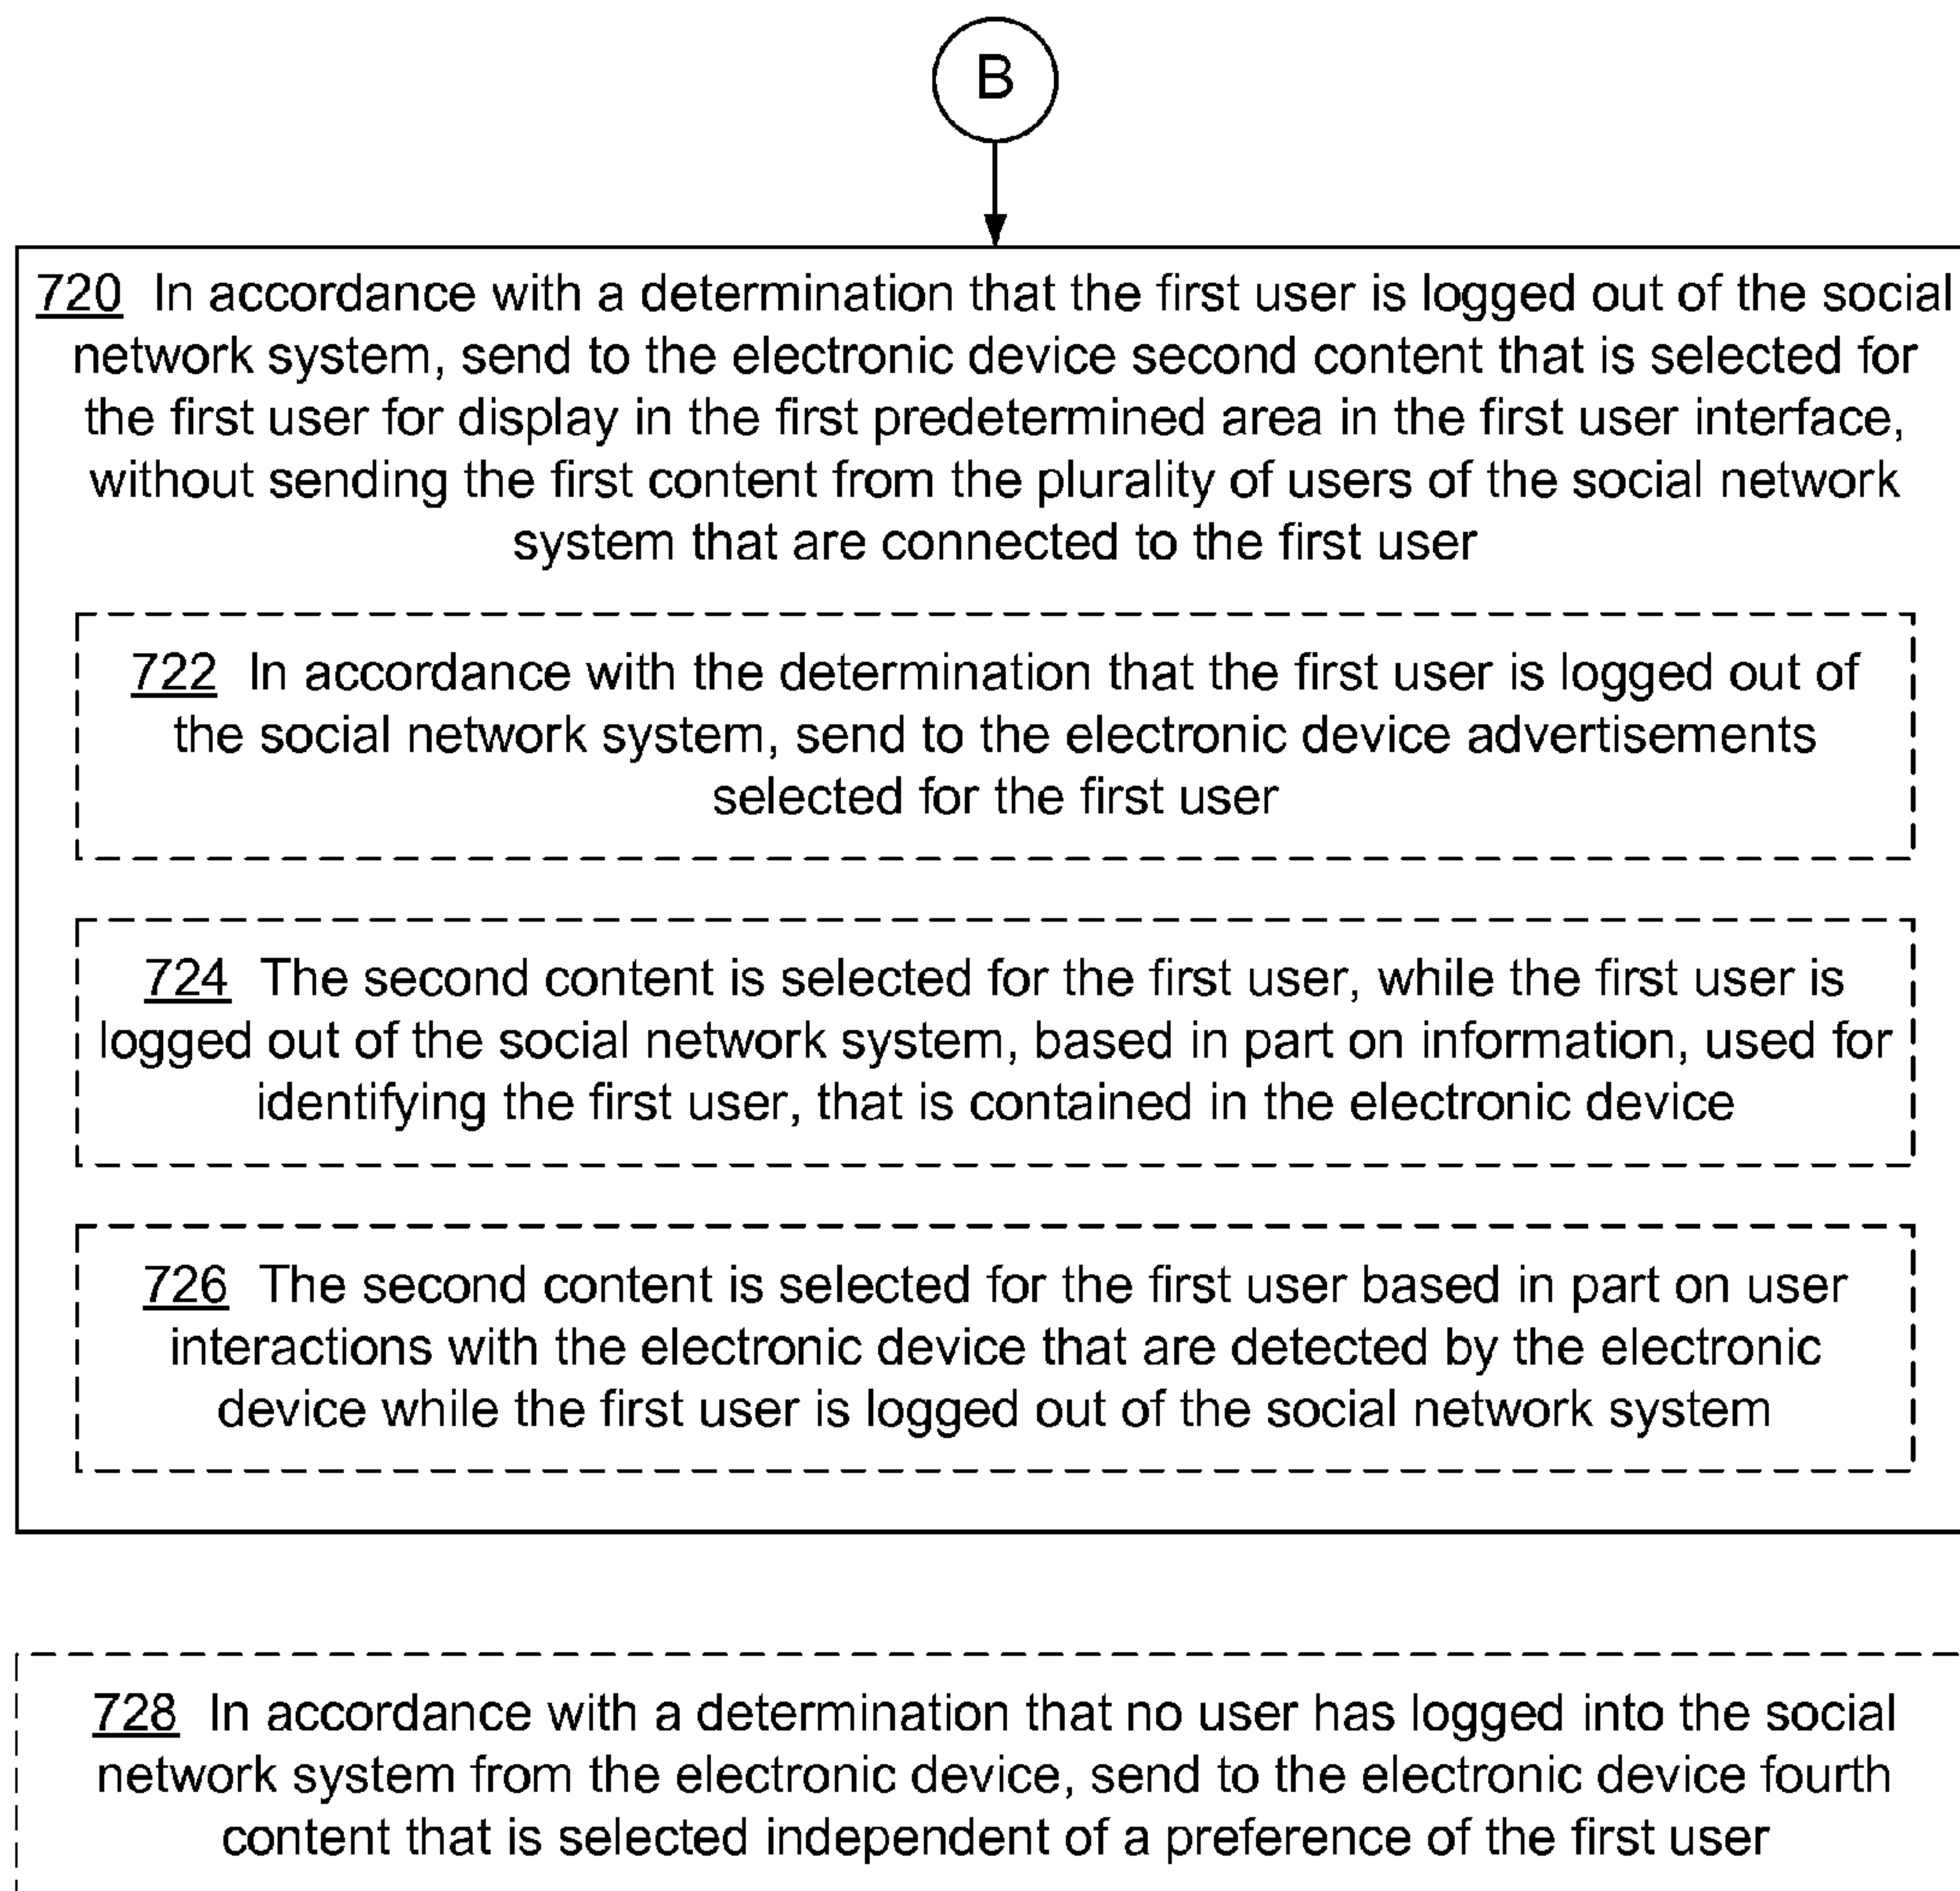 B
720 In accordance with a determination that the first user is logged out of the social
network system, send to the electronic device second content that is selected for
the first user for display in the first predetermined area in the first user interface,
without sending the first content from the plurality of users of the social network
system that are connected to the first user
722 In accordance with the determination that the first user is logged out of
the social network system, send to the electronic device advertisements
selected for the first user
724 The second content is selected for the first user, while the first user is
logged out of the social network system, based in part on information, used for
identifying the first user, that is contained in the electronic device
726 The second content is selected for the first user based in part on user
interactions with the electronic device that are detected by the electronic
device while the first user is logged out of the social network system
728 In accordance with a determination that no user has logged into the social
network system from the electronic device, send to the electronic device fourth
content that is selected independent of a preference of the first user